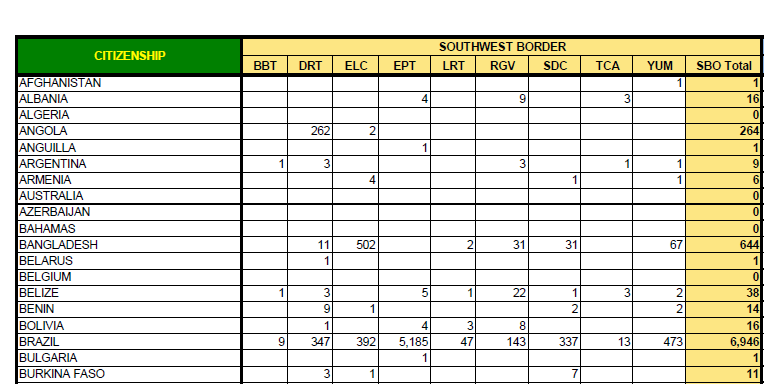 CITIZENSHIP SOUTHWEST BORDER
BBT DRT ELC EPT LRT RGV SDC TCA YUM SBO Total
AFGHANISTAN 1 1
ALBANIA 4 9 3 16
ALGERIA 0
ANGOLA 262 2 264
ANGUILLA 1 1
ARGENTINA 1 3 3 1 1 9
ARMENIA 4 1 1 6
AUSTRALIA 0
AZERBAIJAN 0
BAHAMAS 0
BANGLADESH 11 502 2 31 31 67 644
BELARUS 1 1
BELGIUM 0
BELIZE 1 3 5 1 22 1 3 2 38
BENIN 9 1 2 2 14
BOLIVIA 1 4 3 8 16
BRAZIL 9 347 392 5,185 47 143 337 13 473 6,946
BULGARIA 1 1
BURKINA FASO 3 1 7 11